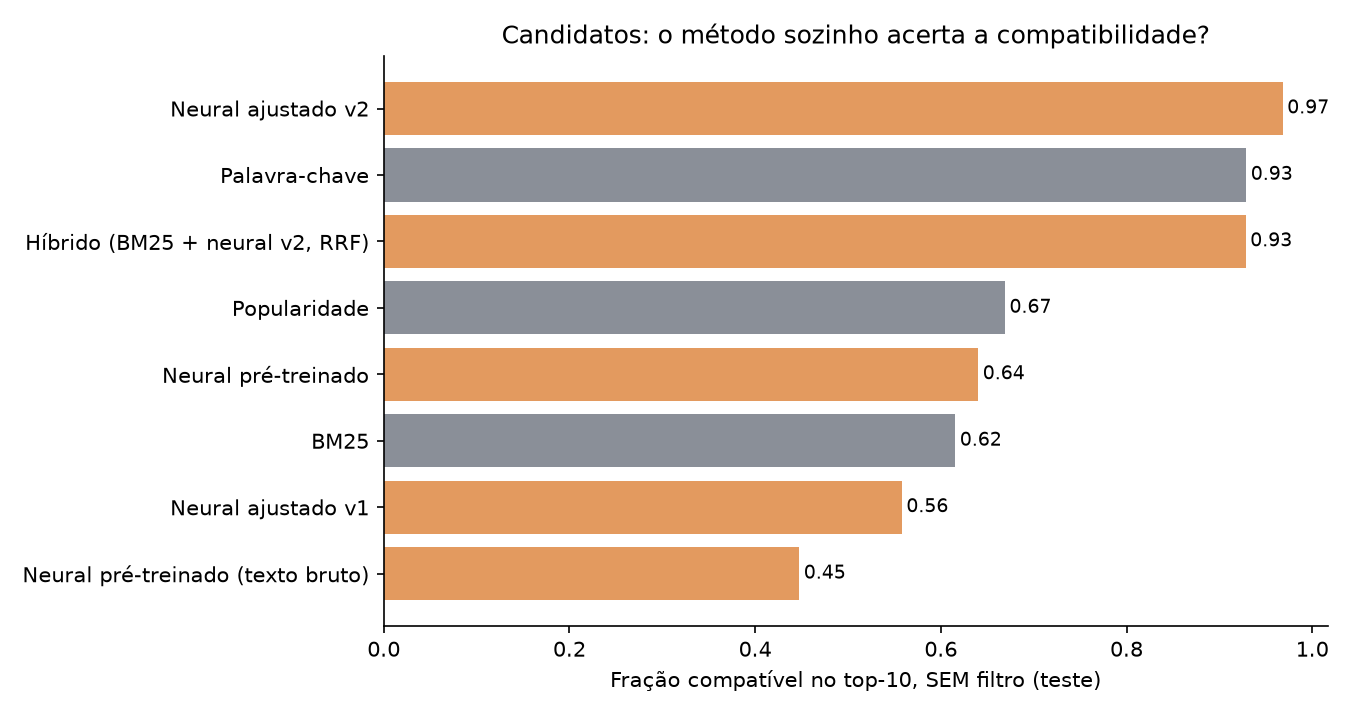 Candidatos: o método sozinho acerta a compatibilidade?
Neural ajustado v2 0.97
Palavra-chave 0.93
Híbrido (BM25 + neural v2, RRF) 0.93
Popularidade 0.67
Neural pré-treinado 0.64
BM25 0.62
Neural ajustado v1 0.56
Neural pré-treinado (texto bruto) 0.45
0.0 0.2 0.4 0.6 0.8 1.0
Fração compatível no top-10, SEM filtro (teste)